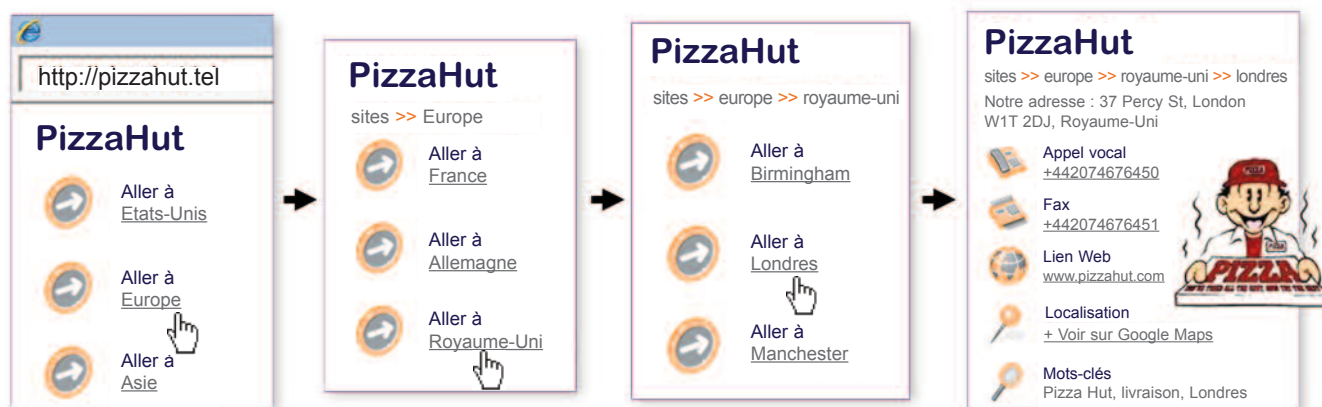 http://pizzahut.tel
PizzaHut
Aller à
Etats-Unis
Aller à
Europe
Aller à
Asie
PizzaHut
sites >> Europe
Aller à
France
Aller à
Allemagne
Aller à
Royaume-Uni
PizzaHut
sites >> europe >> royaume-uni
Aller à
Birmingham
Aller à
Londres
Aller à
Manchester
PizzaHut
sites >> europe >> royaume-uni >> londres
Notre adresse : 37 Percy St, London
W1T 2DJ, Royaume-Uni
Appel vocal
+442074676450
Fax
+442074676451
Lien Web
www.pizzahut.com
Localisation
+ Voir sur Google Maps
Mots-clés
Pizza Hut, livraison, Londres
PIZZA
PIZZA
PIZZA